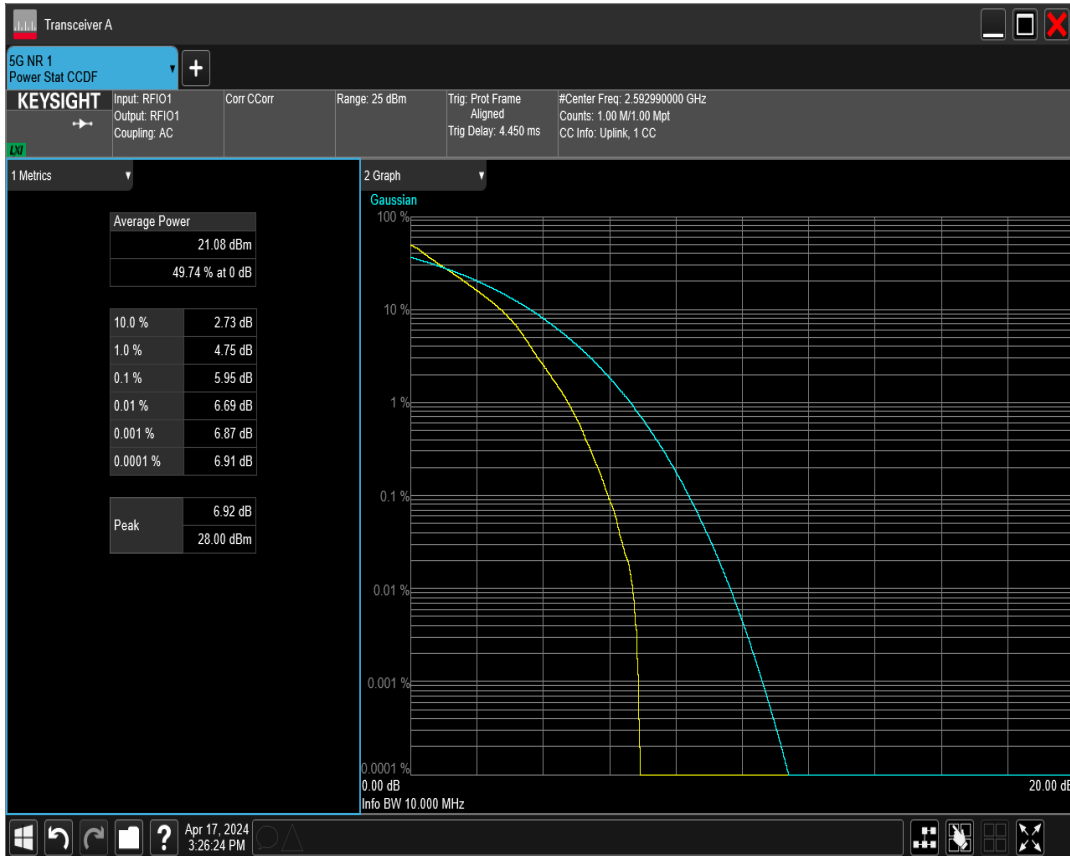 Transceiver A
5G NR 1
Power Stat CCDF
KEYSIGHT
LXI
Input: RFIO1
Output: RFIO1
Coupling: AC
Corr CCorr
Range: 25 dBm
Trig: Prot Frame
Aligned
Trig Delay: 4.450 ms
#Center Freq: 2.592990000 GHz
Counts: 1.00 M/1.00 Mpt
CC Info: Uplink, 1 CC
1 Metrics
Average Power
21.08 dBm
49.74 % at 0 dB
10.0 % 2.73 dB
1.0 % 4.75 dB
0.1 % 5.95 dB
0.01 % 6.69 dB
0.001 % 6.87 dB
0.0001 % 6.91 dB
Peak
6.92 dB
28.00 dBm
2 Graph
Gaussian
100 %
10 %
1 %
0.1 %
0.01 %
0.001 %
0.0001 %
0.00 dB 20.00 dB
Info BW 10.000 MHz
Apr 17, 2024
3:26:24 PM